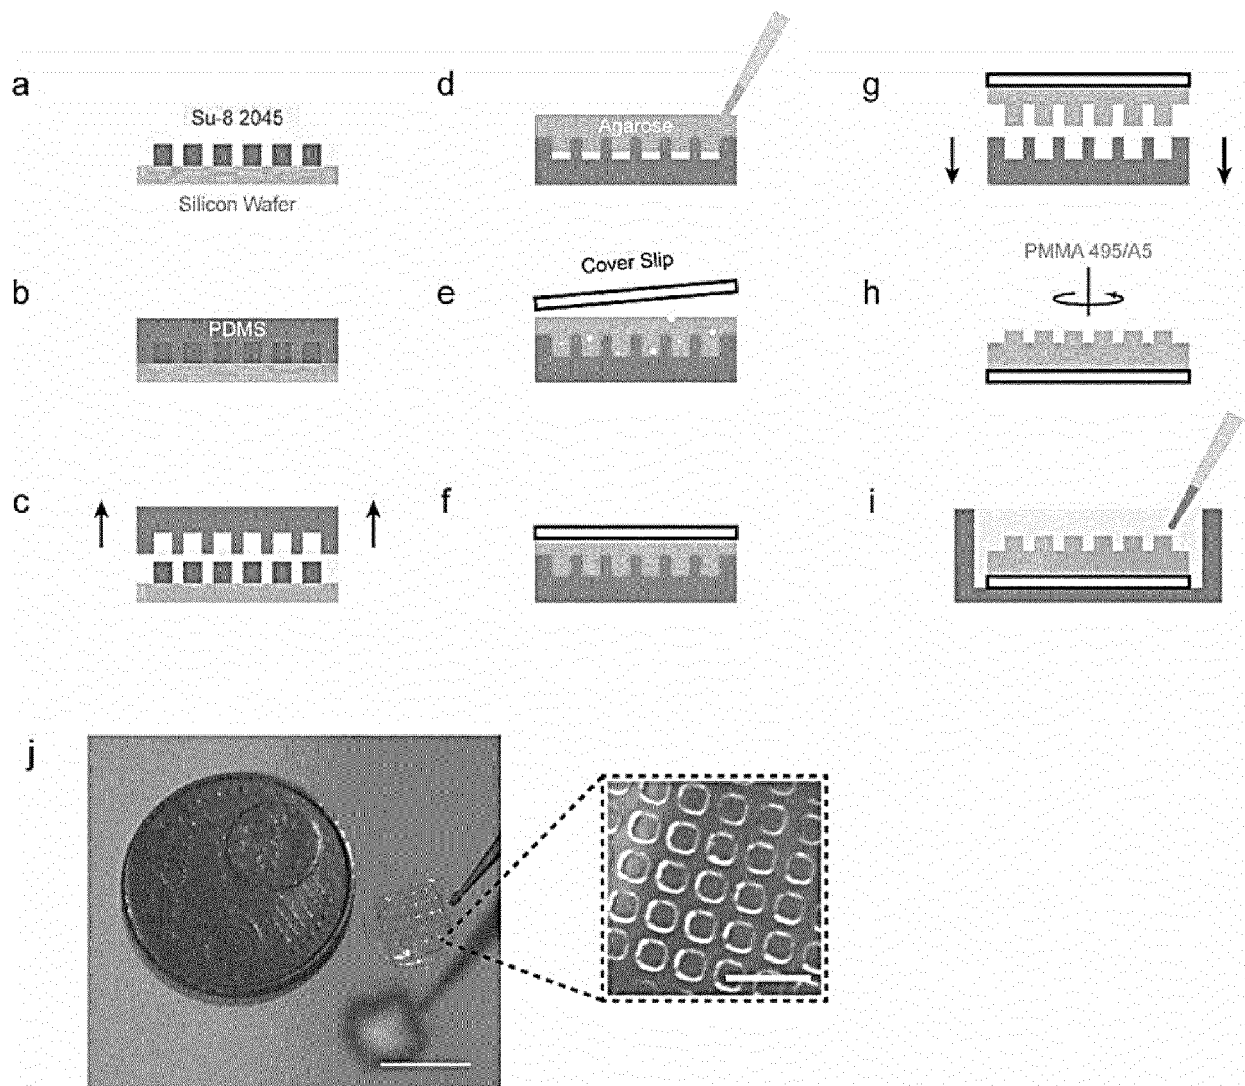 a
Su-8 2045
Silicon Wafer
b
PDMS
c
d
Agarose
e
Cover Slip
f
g
h
PMMA 495/A5
i
j